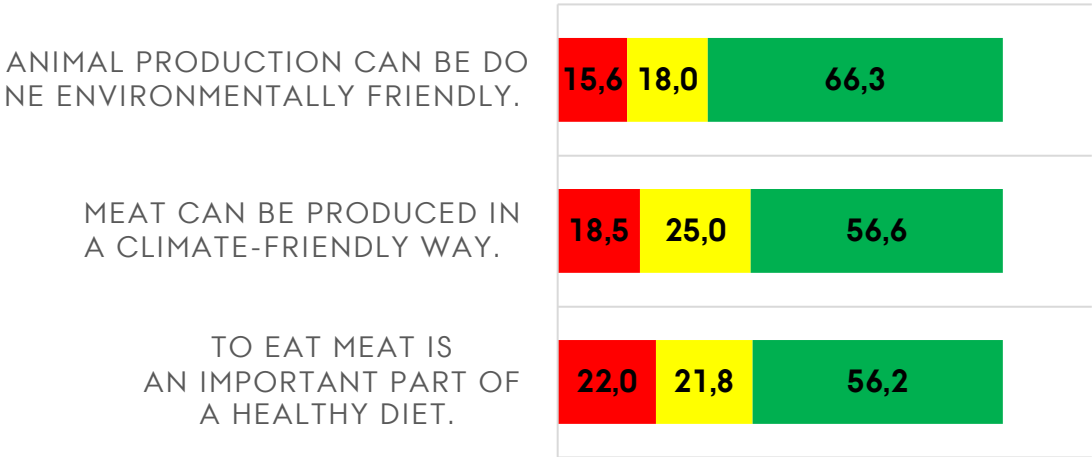 ANIMAL PRODUCTION CAN BE DO
NE ENVIRONMENTALLY FRIENDLY.
15,6 18,0 66,3
MEAT CAN BE PRODUCED IN
A CLIMATE-FRIENDLY WAY.
18,5 25,0 56,6
TO EAT MEAT IS
AN IMPORTANT PART OF
A HEALTHY DIET.
22,0 21,8 56,2